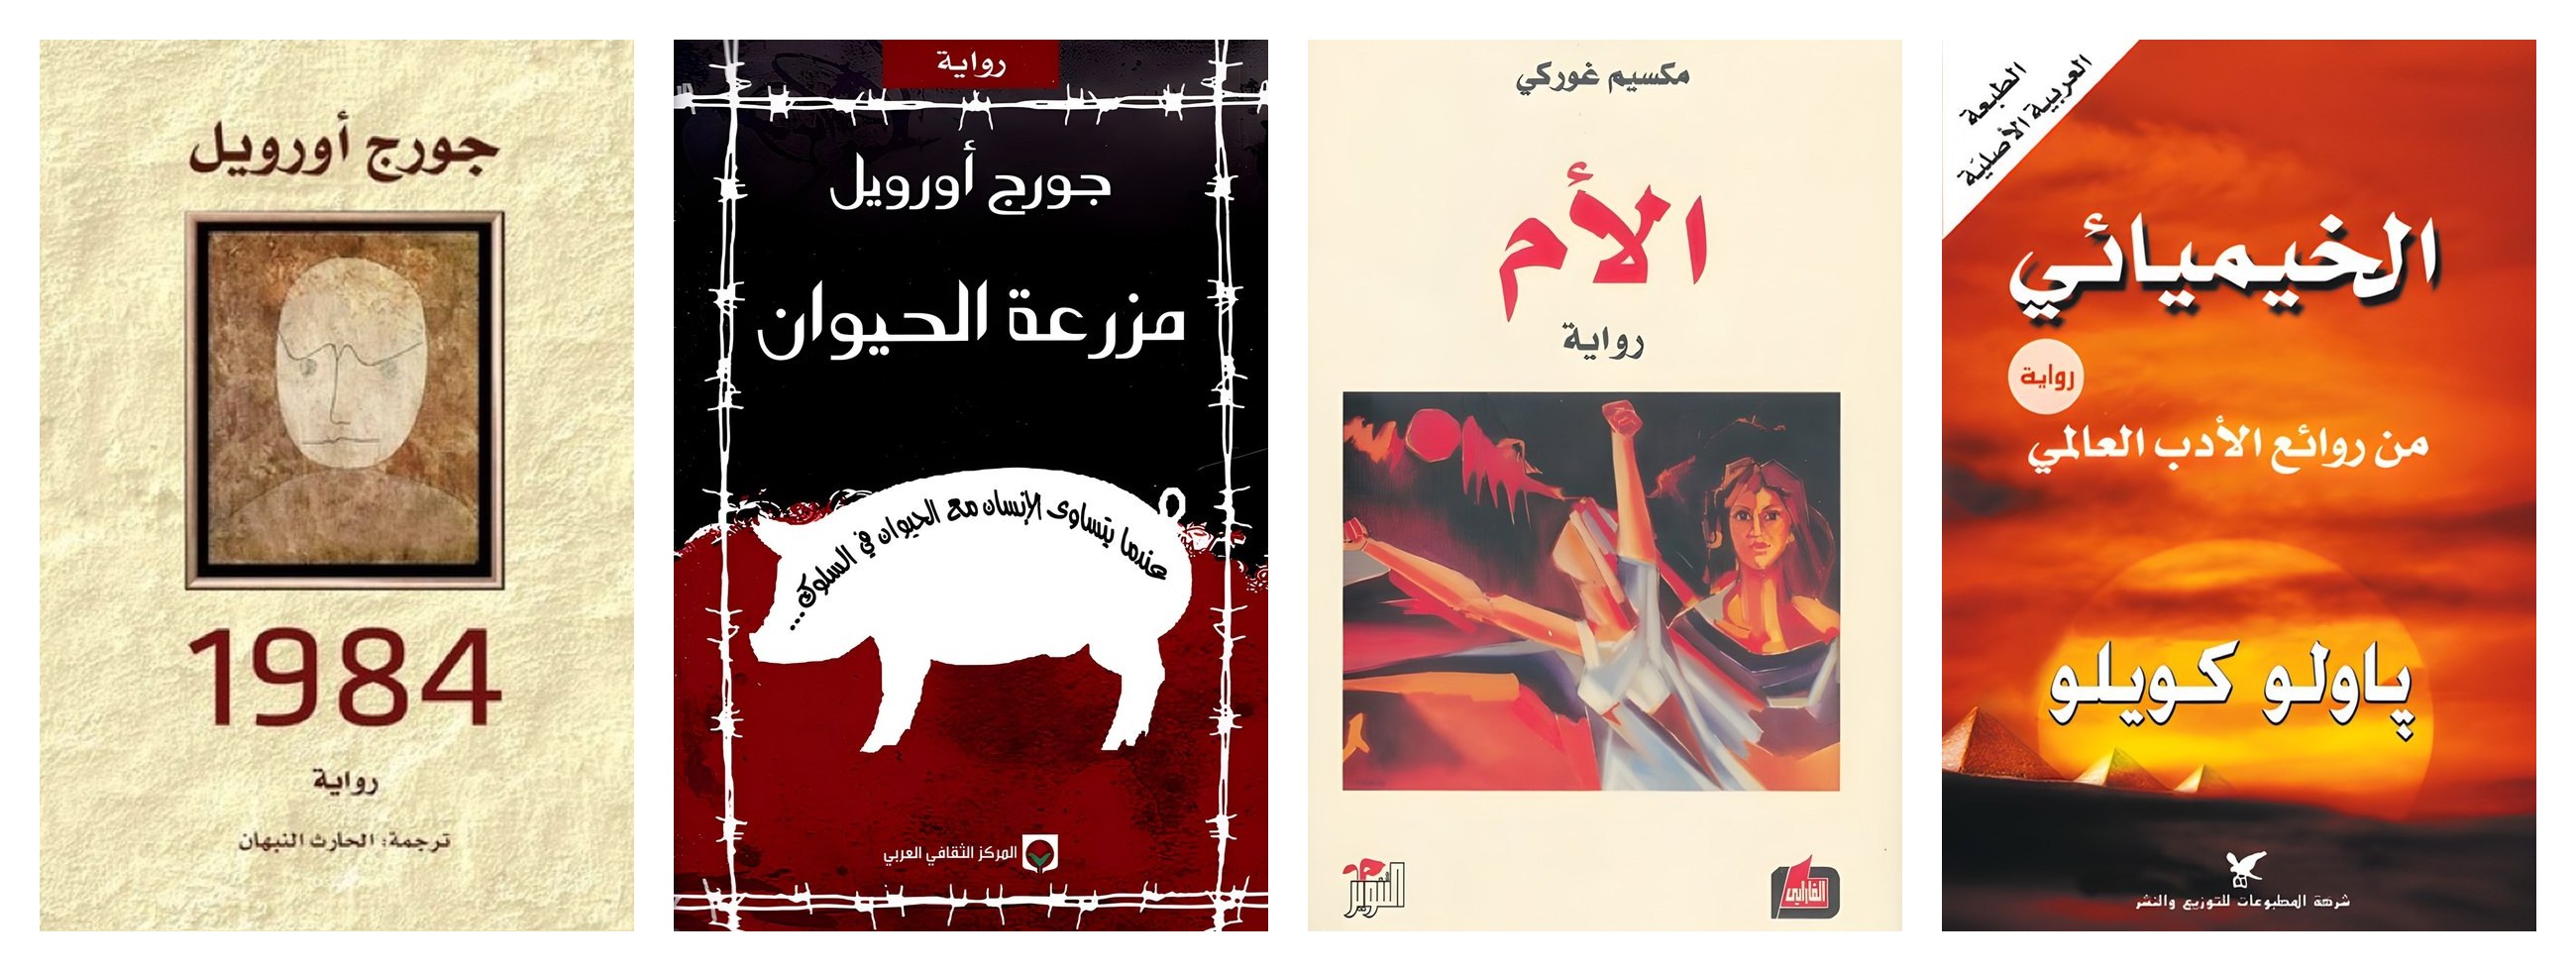 جورج أورويل
1984
رواية
ترجمة: الحارث النبهان
رواية
جورج أورويل
مزرعة الحيوان
عندما يتساوى الإنسان مع الحيوان في السلوك...
المركز الثقافي العربي
مكسيم غوركي
الأم
رواية
الفارابي
الطبعة
العربية الأصليّة
الخيميائي
رواية
من روائع الأدب العالمي
پاولو كويلو
شركة المطبوعات للتوزيع والنشر